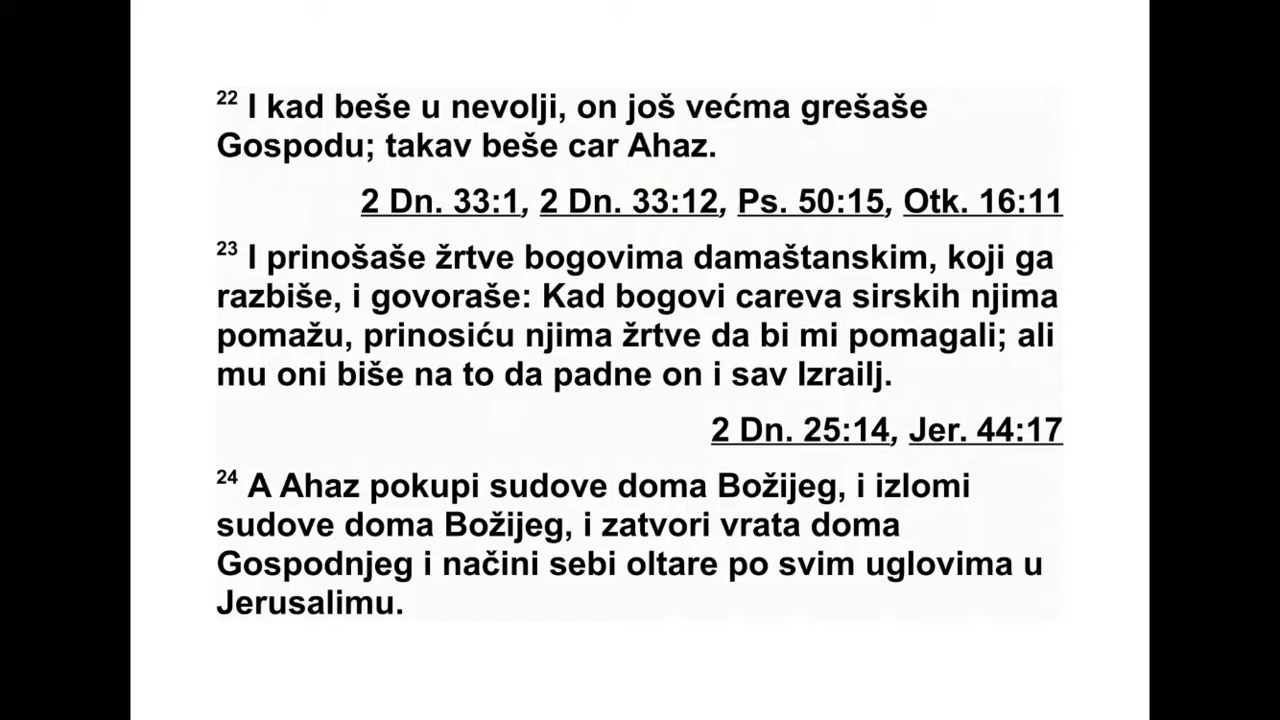 22 I kad beše u nevolji, on još većma grešaše
Gospodu; takav beše car Ahaz.
2 Dn. 33:1, 2 Dn. 33:12, Ps. 50:15, Otk. 16:11
23 I prinošaše žrtve bogovima damaštanskim, koji ga
razbiše, i govoraše: Kad bogovi careva sirskih njima
pomažu, prinosiću njima žrtve da bi mi pomagali; ali
mu oni biše na to da padne on i sav Izrailj.
2 Dn. 25:14, Jer. 44:17
24 A Ahaz pokupi sudove doma Božijeg, i izlomi
sudove doma Božijeg, i zatvori vrata doma
Gospodnjeg i načini sebi oltare po svim uglovima u
Jerusalimu.